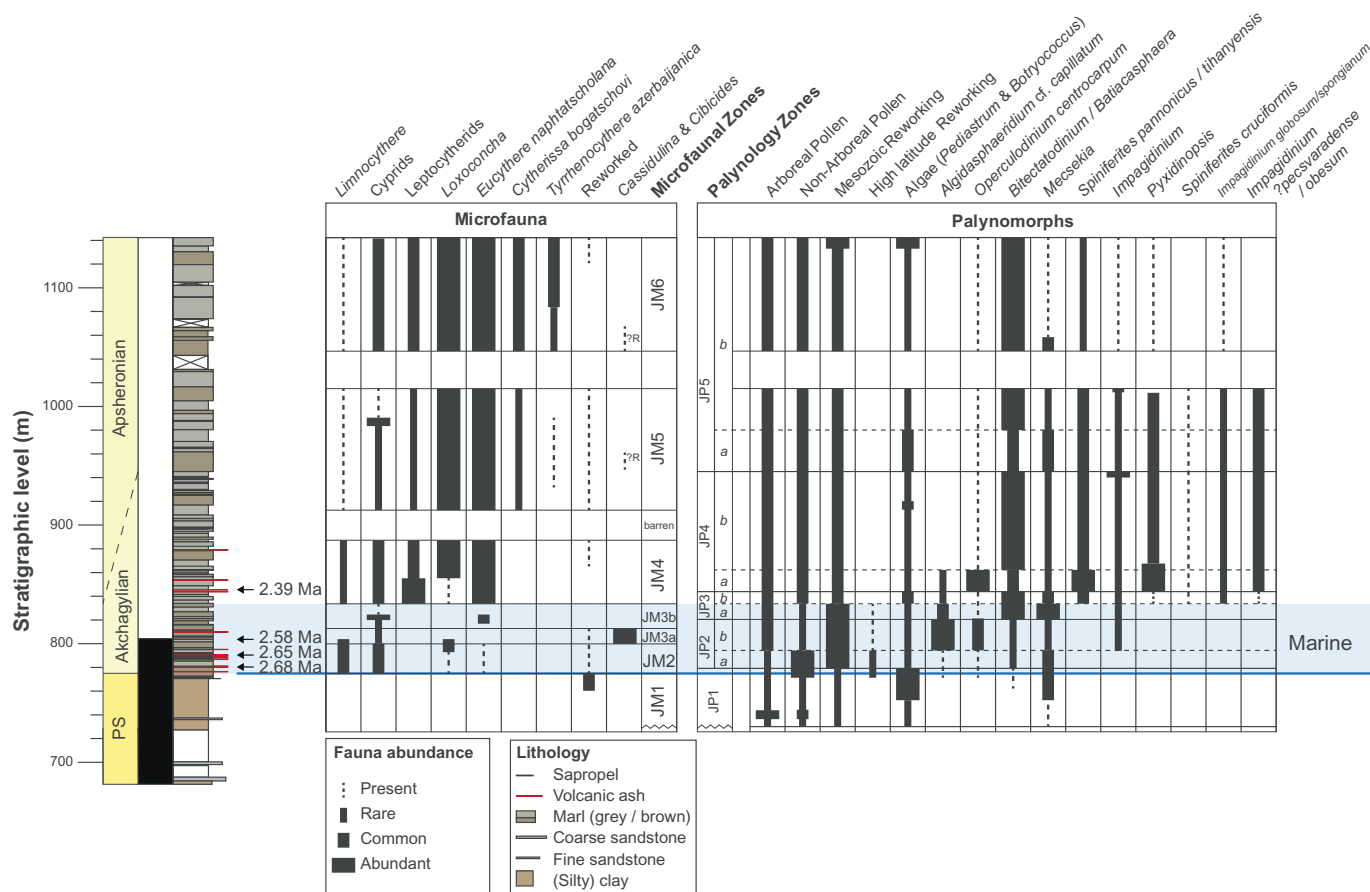 Limnocythere
Cyprids
Leptocytherids
Loxoconcha
Eucythere naphtatscholana
Cytherissa bogatschovi
Tyrrhenocythere azerbaijanica
Reworked
Cassidulina & Cibicides
Microfaunal Zones
Palynology Zones
Arboreal Pollen
Non-Arboreal Pollen
Mesozoic Reworking
High latitude Reworking
Algae (Pediastrum & Botryococcus)
Algidasphaeridium cf. capillatum
Operculodinium centrocarpum
Bitectatodinium / Batiacasphaera
Mecsekia
Spiniferites pannonicus / tihanyensis
Impagidinium
Pyxidinopsis
Spiniferites cruciformis
Impagidinium globosum/spongianum
Impagidinium
?pecsvaradense
/ obesum
Microfauna
Palynomorphs
Stratigraphic level (m)
1100
1000
900
800
700
Apsheronian
Akchagylian
PS
2.39 Ma
2.58 Ma
2.65 Ma
2.68 Ma
JM6
?R
JM5
?R
barren
JM4
JM3b
JM3a
JM2
JM1
JP5
b
a
JP4
b
a
JP3
b
a
JP2
b
a
JP1
Marine
Fauna abundance
Present
Rare
Common
Abundant
Lithology
Sapropel
Volcanic ash
Marl (grey / brown)
Coarse sandstone
Fine sandstone
(Silty) clay